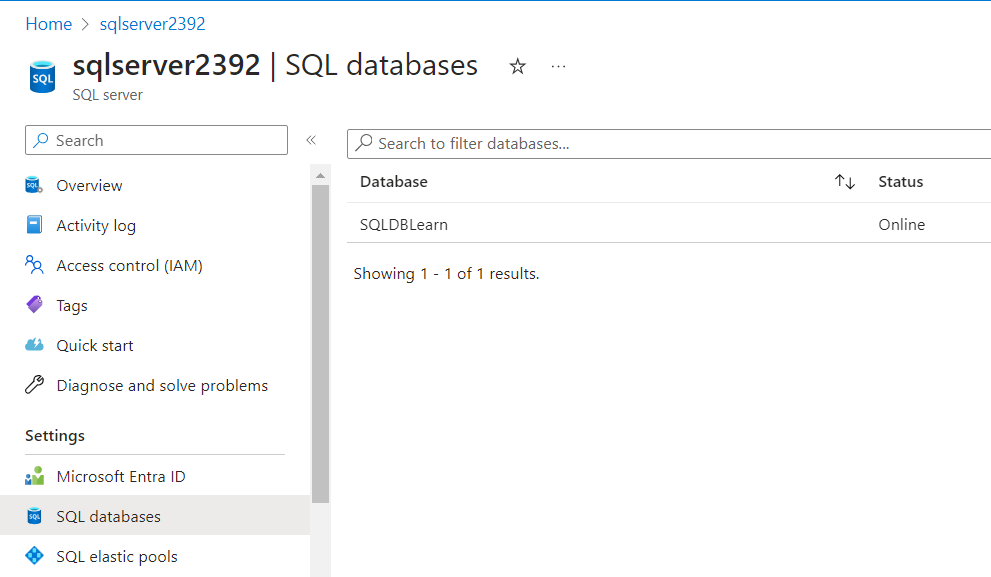 Home > sqlserver2392
SQL
sqlserver2392 | SQL databases ...
SQL server
Search «
Search to filter databases...
Database Status
SQLDBLearn Online
Showing 1 - 1 of 1 results.
SQL Overview
Activity log
Access control (IAM)
Tags
Quick start
Diagnose and solve problems
Settings
Microsoft Entra ID
SQL SQL databases
SQL elastic pools